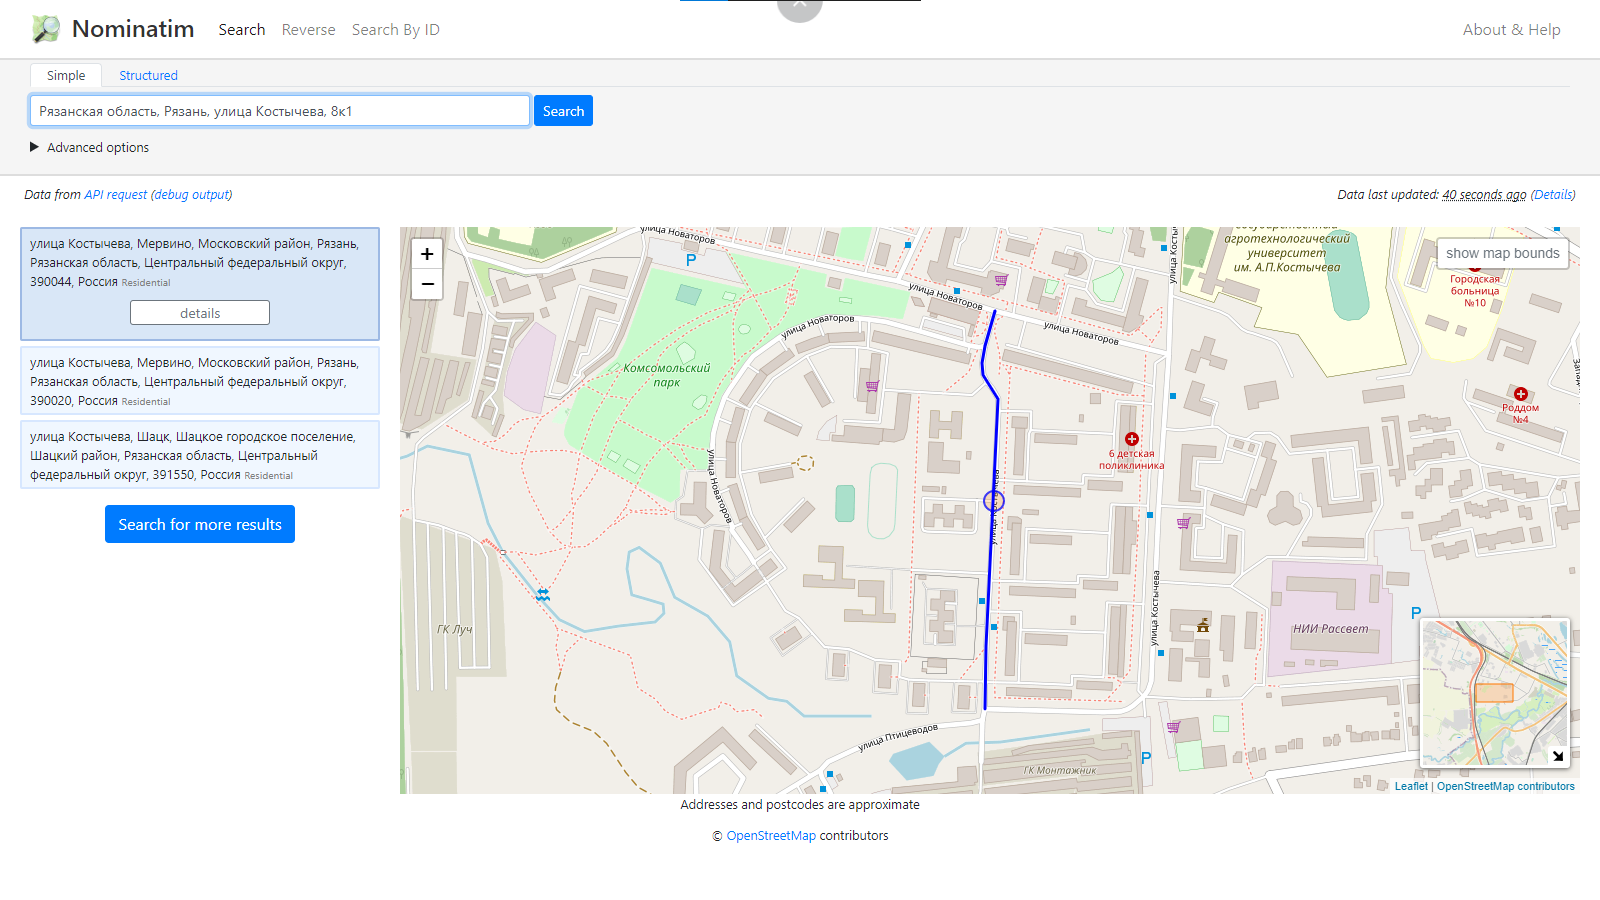 Nominatim
Search
Reverse
Search By ID
About & Help
Simple
Structured
Рязанская область, Рязань, улица Костычева, 8к1
Search
Advanced options
Data from API request (debug output)
Data last updated: 40 seconds ago (Details)
улица Костычева, Мервино, Московский район, Рязань,
Рязанская область, Центральный федеральный округ,
390044, Россия Residential
details
улица Костычева, Мервино, Московский район, Рязань,
Рязанская область, Центральный федеральный округ,
390020, Россия Residential
улица Костычева, Шацк, Шацкое городское поселение,
Шацкий район, Рязанская область, Центральный
федеральный округ, 391550, Россия Residential
Search for more results
+
−
show map bounds
улица Новаторов
P
агротехнологический
университет
им. А.П.Костычева
Городская
больница
№10
улица Новаторов
улица Новаторов
улица Новаторов
Комсомольский
парк
Роддом
№4
6 детская
поликлиника
улица Новаторов
улица Костычева
улица Костычева
ГК Луч
НИИ Рассвет
P
улица Птицеводов
ГК Монтажник
P
Leaflet | OpenStreetMap contributors
Addresses and postcodes are approximate
© OpenStreetMap contributors